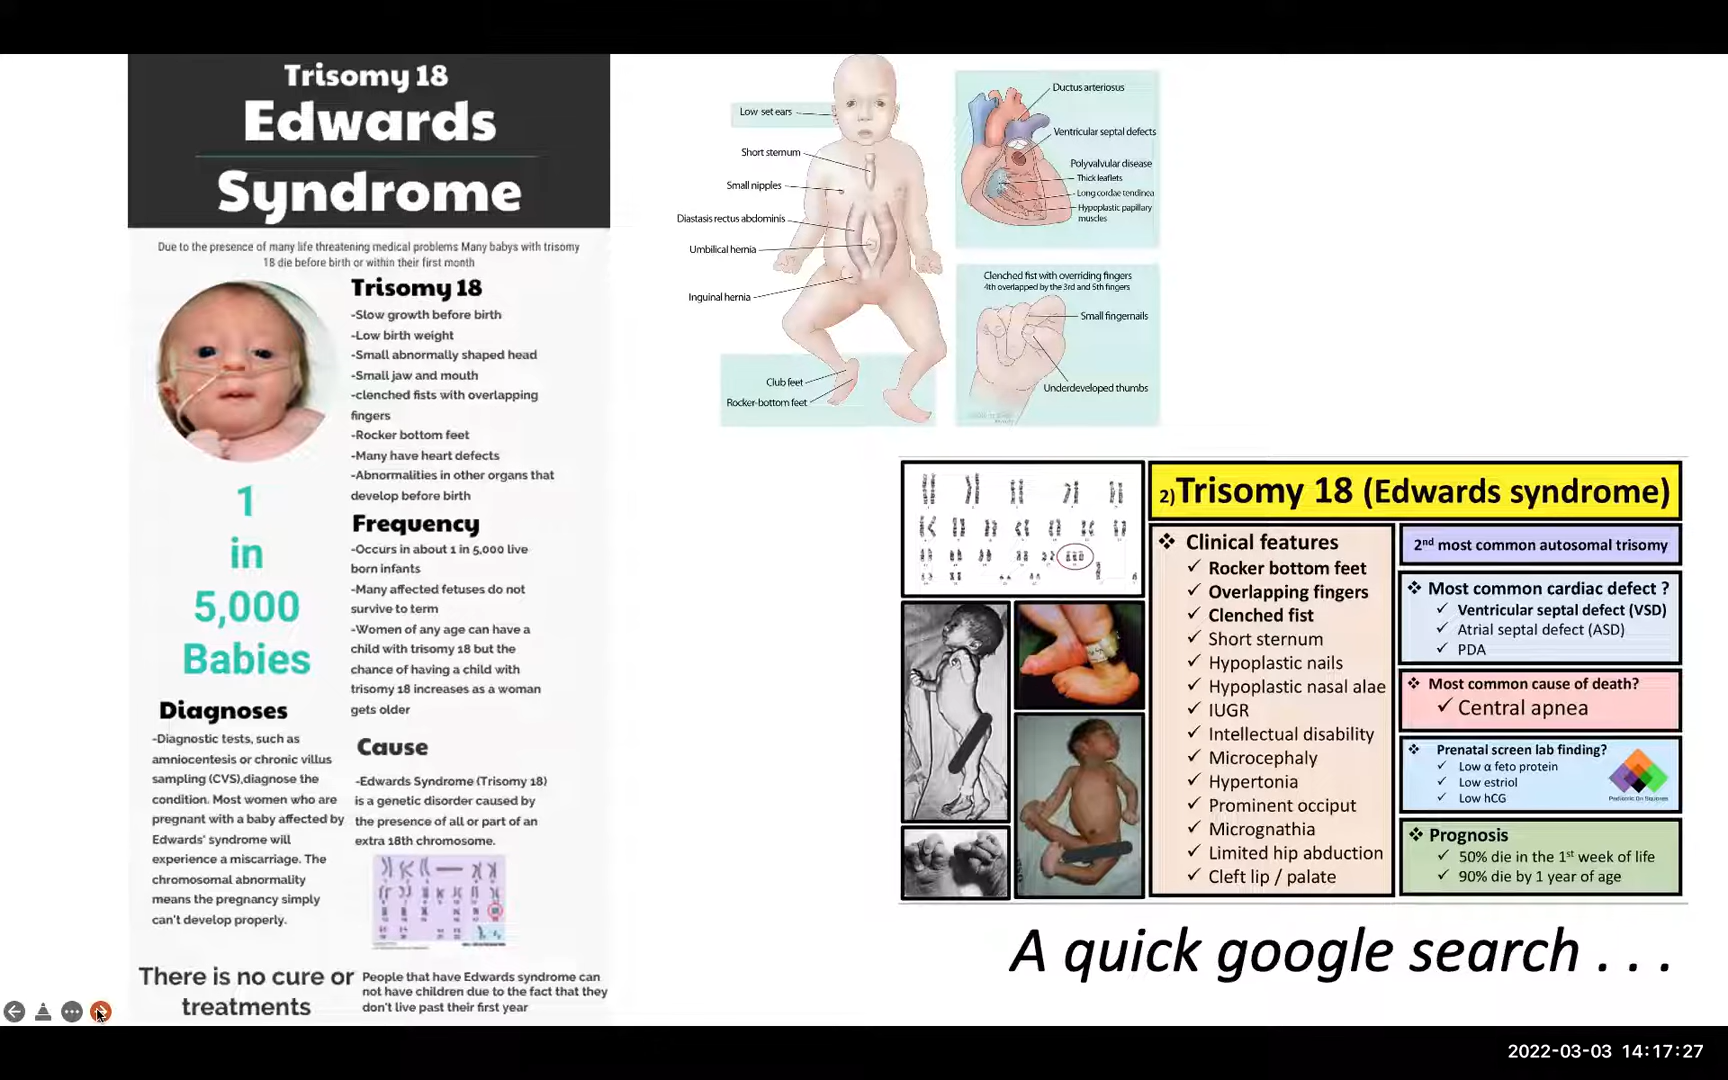 Trisomy 18
Edwards
Syndrome
Due to the presence of many life threatening medical problems Many babys with trisomy
18 die before birth or within their first month
Trisomy 18
-Slow growth before birth
-Low birth weight
-Small abnormally shaped head
-Small jaw and mouth
-clenched fists with overlapping
fingers
-Rocker bottom feet
-Many have heart defects
-Abnormalities in other organs that
develop before birth
1
in
5,000
Babies
Frequency
-Occurs in about 1 in 5,000 live
born infants
-Many affected fetuses do not
survive to term
-Women of any age can have a
child with trisomy 18 but the
chance of having a child with
trisomy 18 increases as a woman
gets older
Diagnoses
-Diagnostic tests, such as
amniocentesis or chronic villus
sampling (CVS),diagnose the
condition. Most women who are
pregnant with a baby affected by
Edwards' syndrome will
experience a miscarriage. The
chromosomal abnormality
means the pregnancy simply
can't develop properly.
Cause
-Edwards Syndrome (Trisomy 18)
is a genetic disorder caused by
the presence of all or part of an
extra 18th chromosome.
There is no cure or
treatments
People that have Edwards syndrome can
not have children due to the fact that they
don't live past their first year
Low set ears
Short sternum
Small nipples
Diastasis rectus abdominis
Umbilical hernia
Inguinal hernia
Club feet
Rocker-bottom feet
Ductus arteriosus
Ventricular septal defects
Polyvalvular disease
Thick leaflets
Long cordae tendinea
Hypoplastic papillary
muscles
Clenched fist with overriding fingers
4th overlapped by the 3rd and 5th fingers
Small fingernails
Underdeveloped thumbs
2)Trisomy 18 (Edwards syndrome)
❖ Clinical features
✓ Rocker bottom feet
✓ Overlapping fingers
✓ Clenched fist
✓ Short sternum
✓ Hypoplastic nails
✓ Hypoplastic nasal alae
✓ IUGR
✓ Intellectual disability
✓ Microcephaly
✓ Hypertonia
✓ Prominent occiput
✓ Micrognathia
✓ Limited hip abduction
✓ Cleft lip / palate
2nd most common autosomal trisomy
❖ Most common cardiac defect ?
✓ Ventricular septal defect (VSD)
✓ Atrial septal defect (ASD)
✓ PDA
❖ Most common cause of death?
✓ Central apnea
❖ Prenatal screen lab finding?
✓ Low α feto protein
✓ Low estriol
✓ Low hCG
❖ Prognosis
✓ 50% die in the 1st week of life
✓ 90% die by 1 year of age
A quick google search . . .
2022-03-03 14:17:27